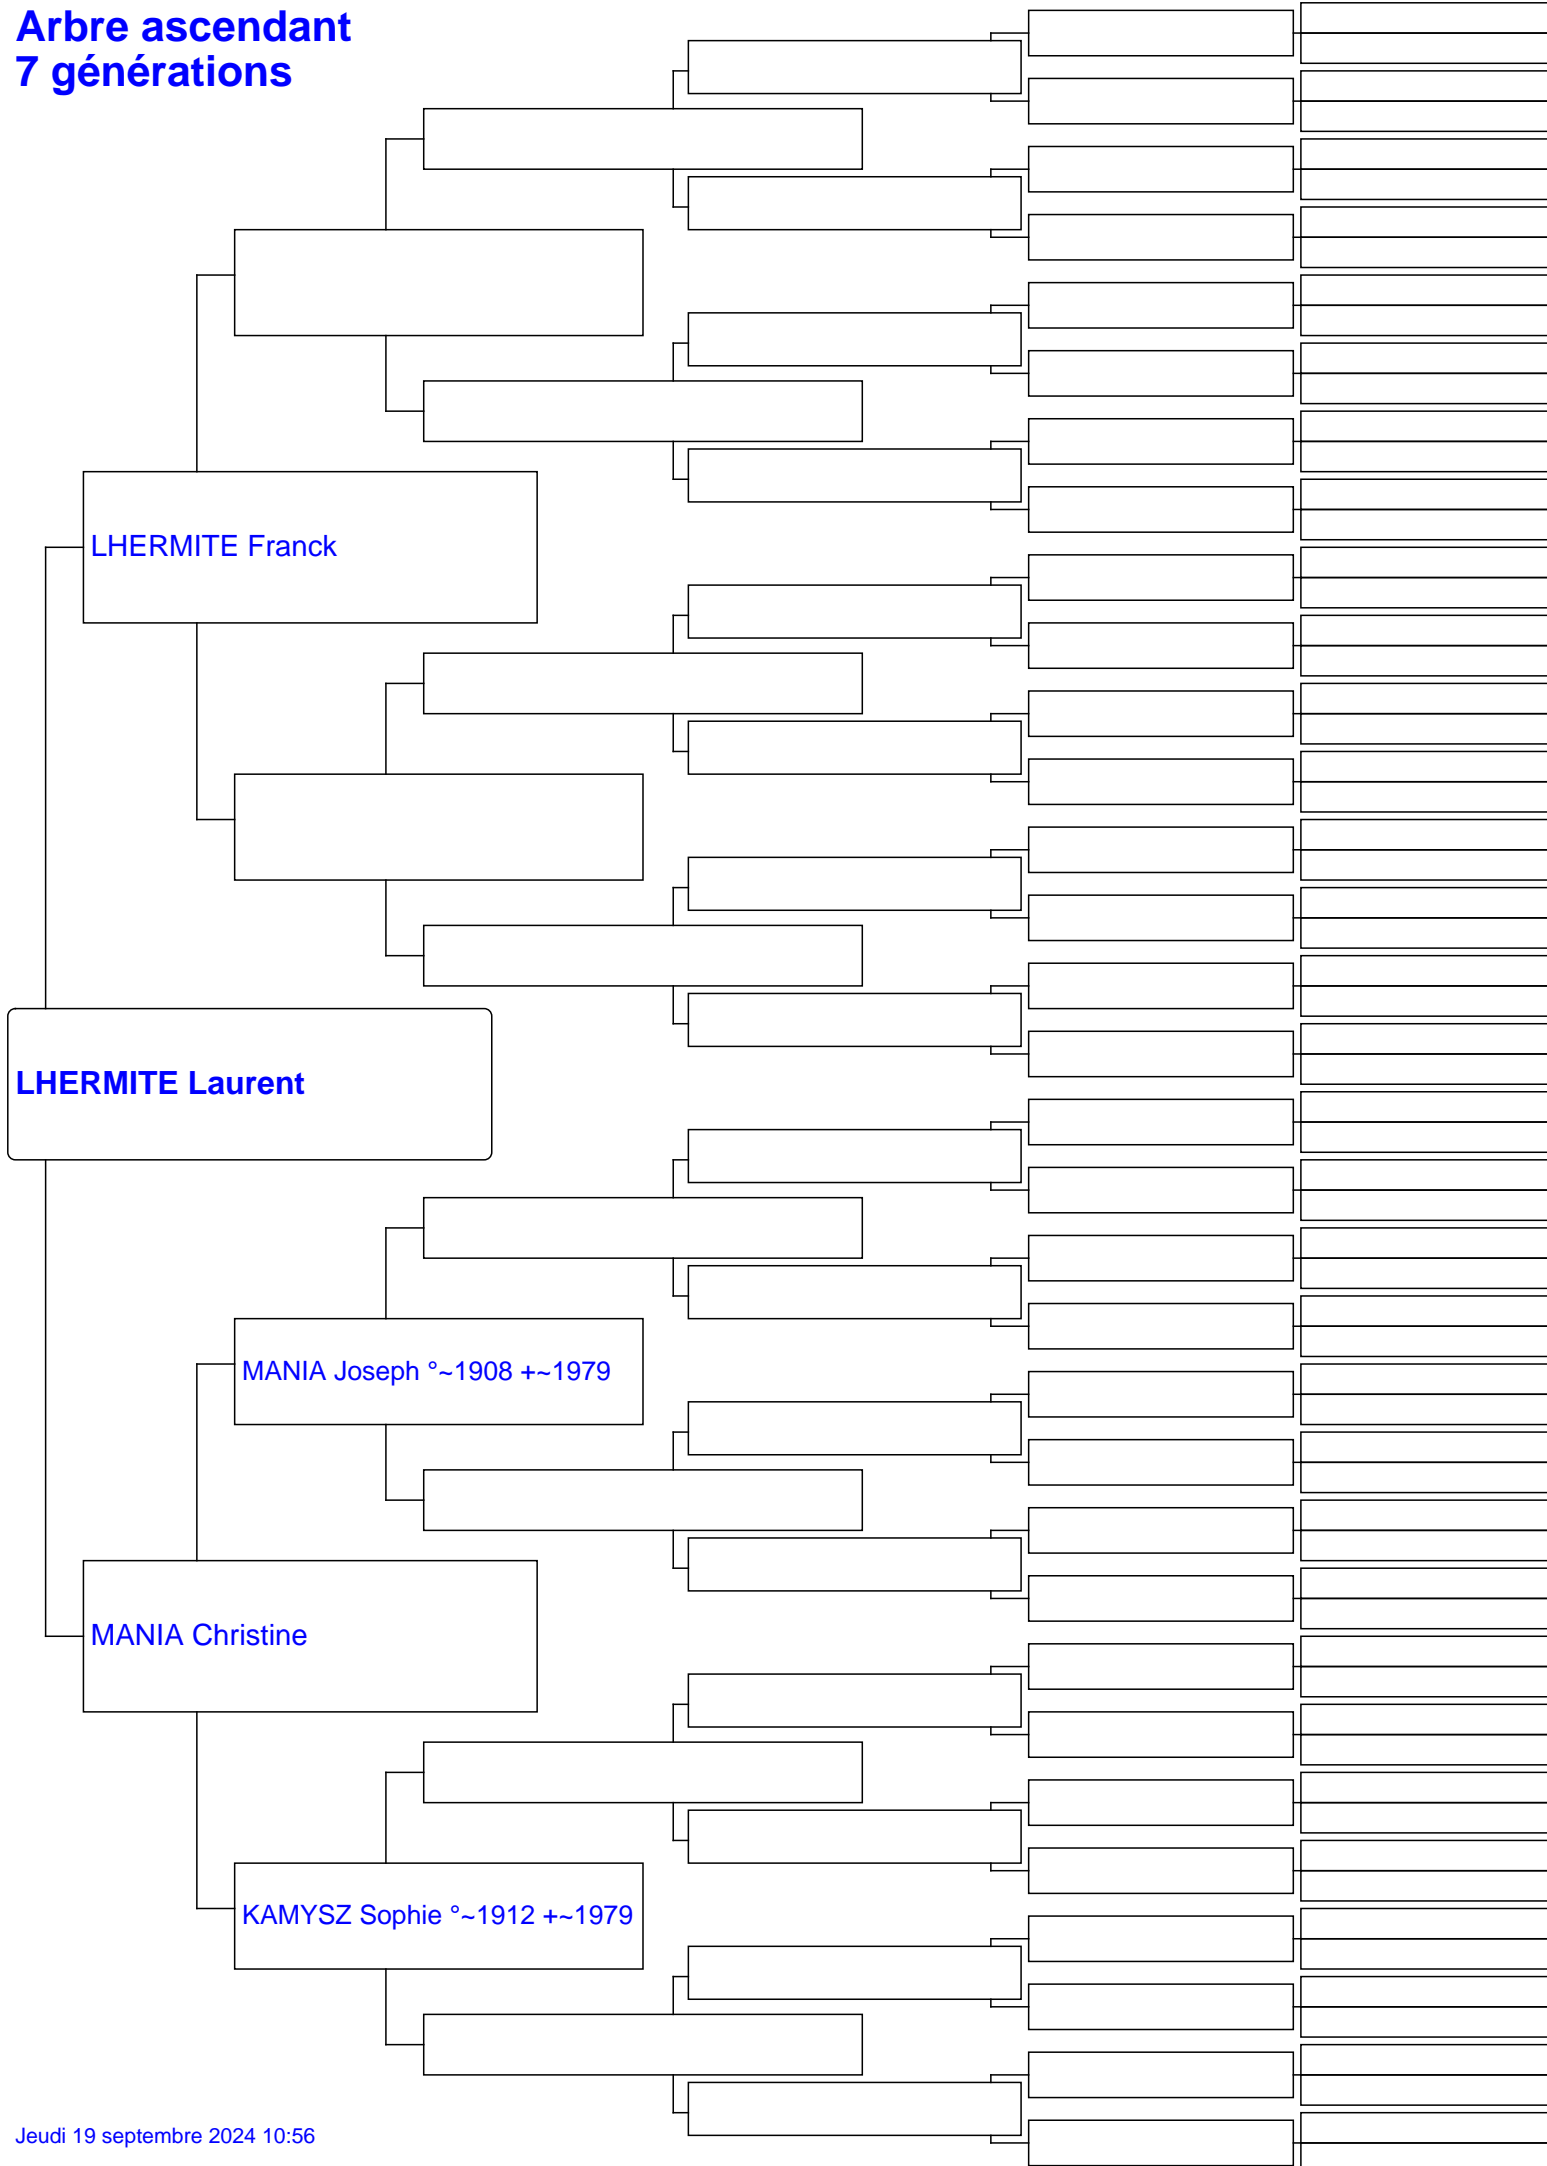 Arbre ascendant
7 générations
LHERMITE Franck
LHERMITE Laurent
MANIA Joseph °~1908 +~1979
MANIA Christine
KAMYSZ Sophie °~1912 +~1979
Jeudi 19 septembre 2024 10:56